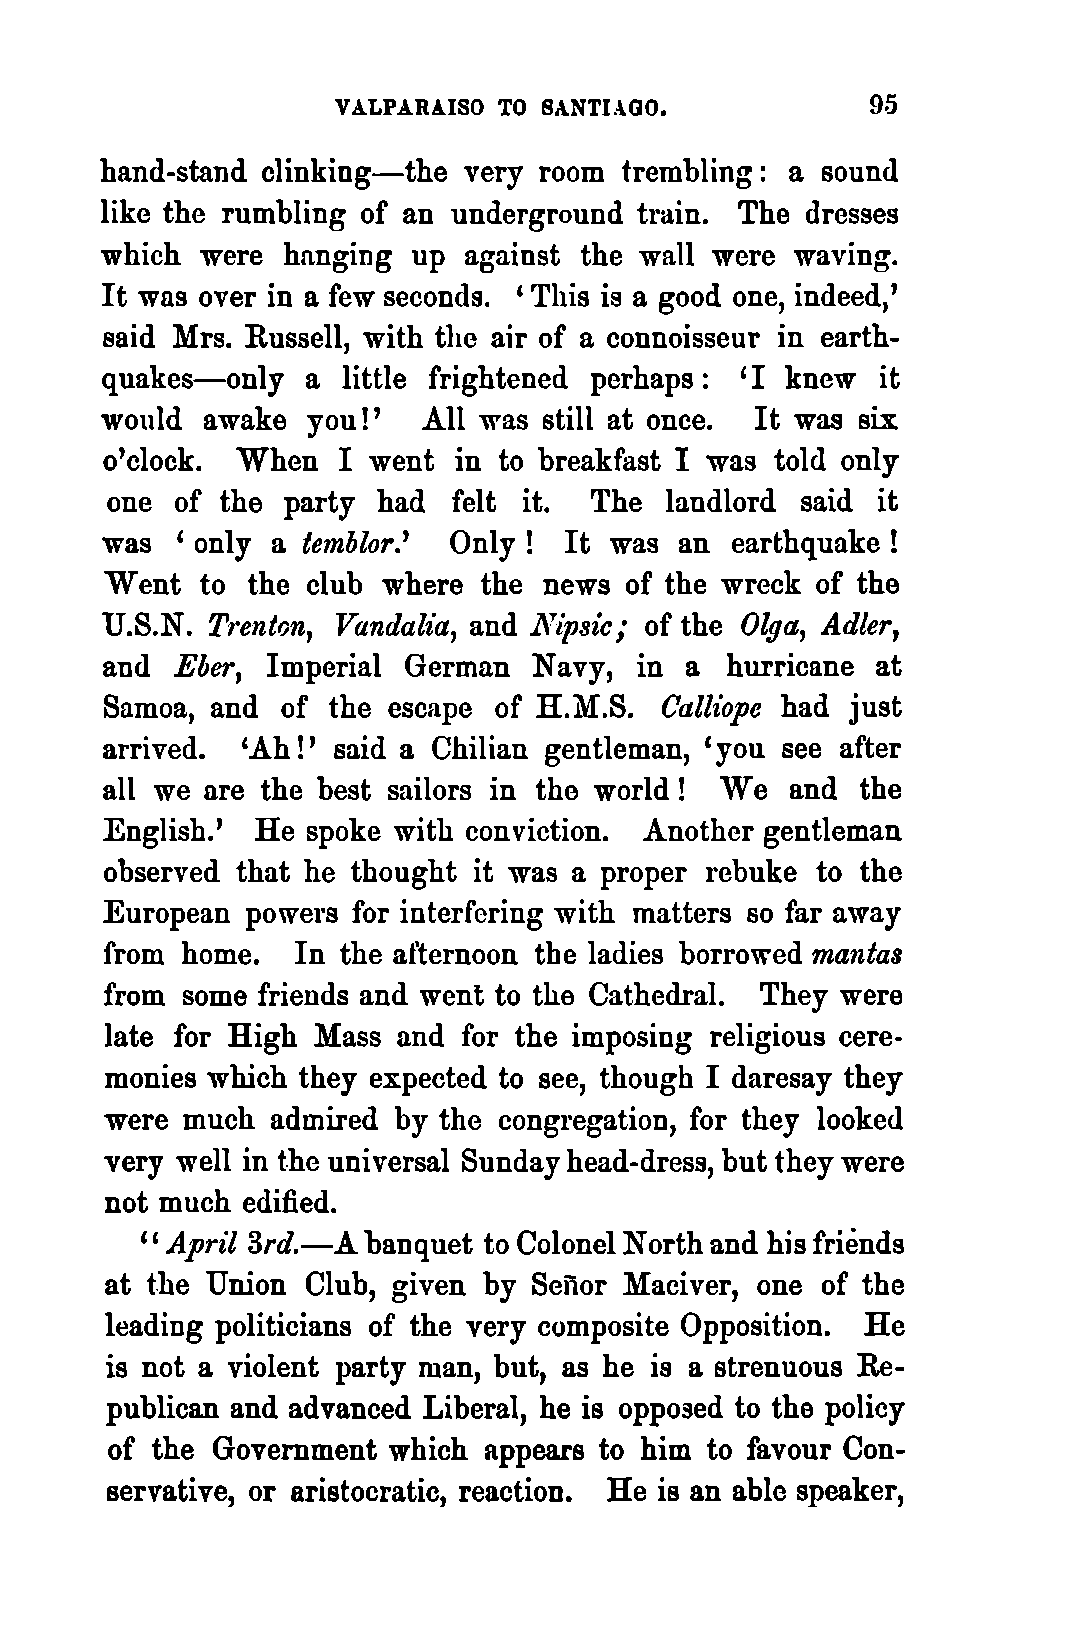 VALPARAISO TO SANTIAGO. 95
hand-stand clinking—the very room trembling: a sound
like the rumbling of an underground train. The dresses
which were hanging up against the wall were waving.
It was over in a few seconds. ‘This is a good one, indeed,’
said Mrs. Russell, with the air of a connoisseur in earth-
quakes—only a little frightened perhaps: ‘I knew it
would awake you!’ All was still at once. It was six
o’clock. When I went in to breakfast I was told only
one of the party had felt it. The landlord said it
was ‘only a temblor.’ Only! It was an earthquake!
Went to the club where the news of the wreck of the
U.S.N. Trenton, Vandalia, and Nipsic; of the Olga, Adler,
and Eber, Imperial German Navy, in a hurricane at
Samoa, and of the escape of H.M.S. Calliope had just
arrived. ‘Ah!’ said a Chilian gentleman, ‘you see after
all we are the best sailors in the world! We and the
English.’ He spoke with conviction. Another gentleman
observed that he thought it was a proper rebuke to the
European powers for interfering with matters so far away
from home. In the afternoon the ladies borrowed mantas
from some friends and went to the Cathedral. They were
late for High Mass and for the imposing religious cere-
monies which they expected to see, though I daresay they
were much admired by the congregation, for they looked
very well in the universal Sunday head-dress, but they were
not much edified.
“April 3rd.—A banquet to Colonel North and his friends
at the Union Club, given by Señor Maciver, one of the
leading politicians of the very composite Opposition. He
is not a violent party man, but, as he is a strenuous Re-
publican and advanced Liberal, he is opposed to the policy
of the Government which appears to him to favour Con-
servative, or aristocratic, reaction. He is an able speaker,